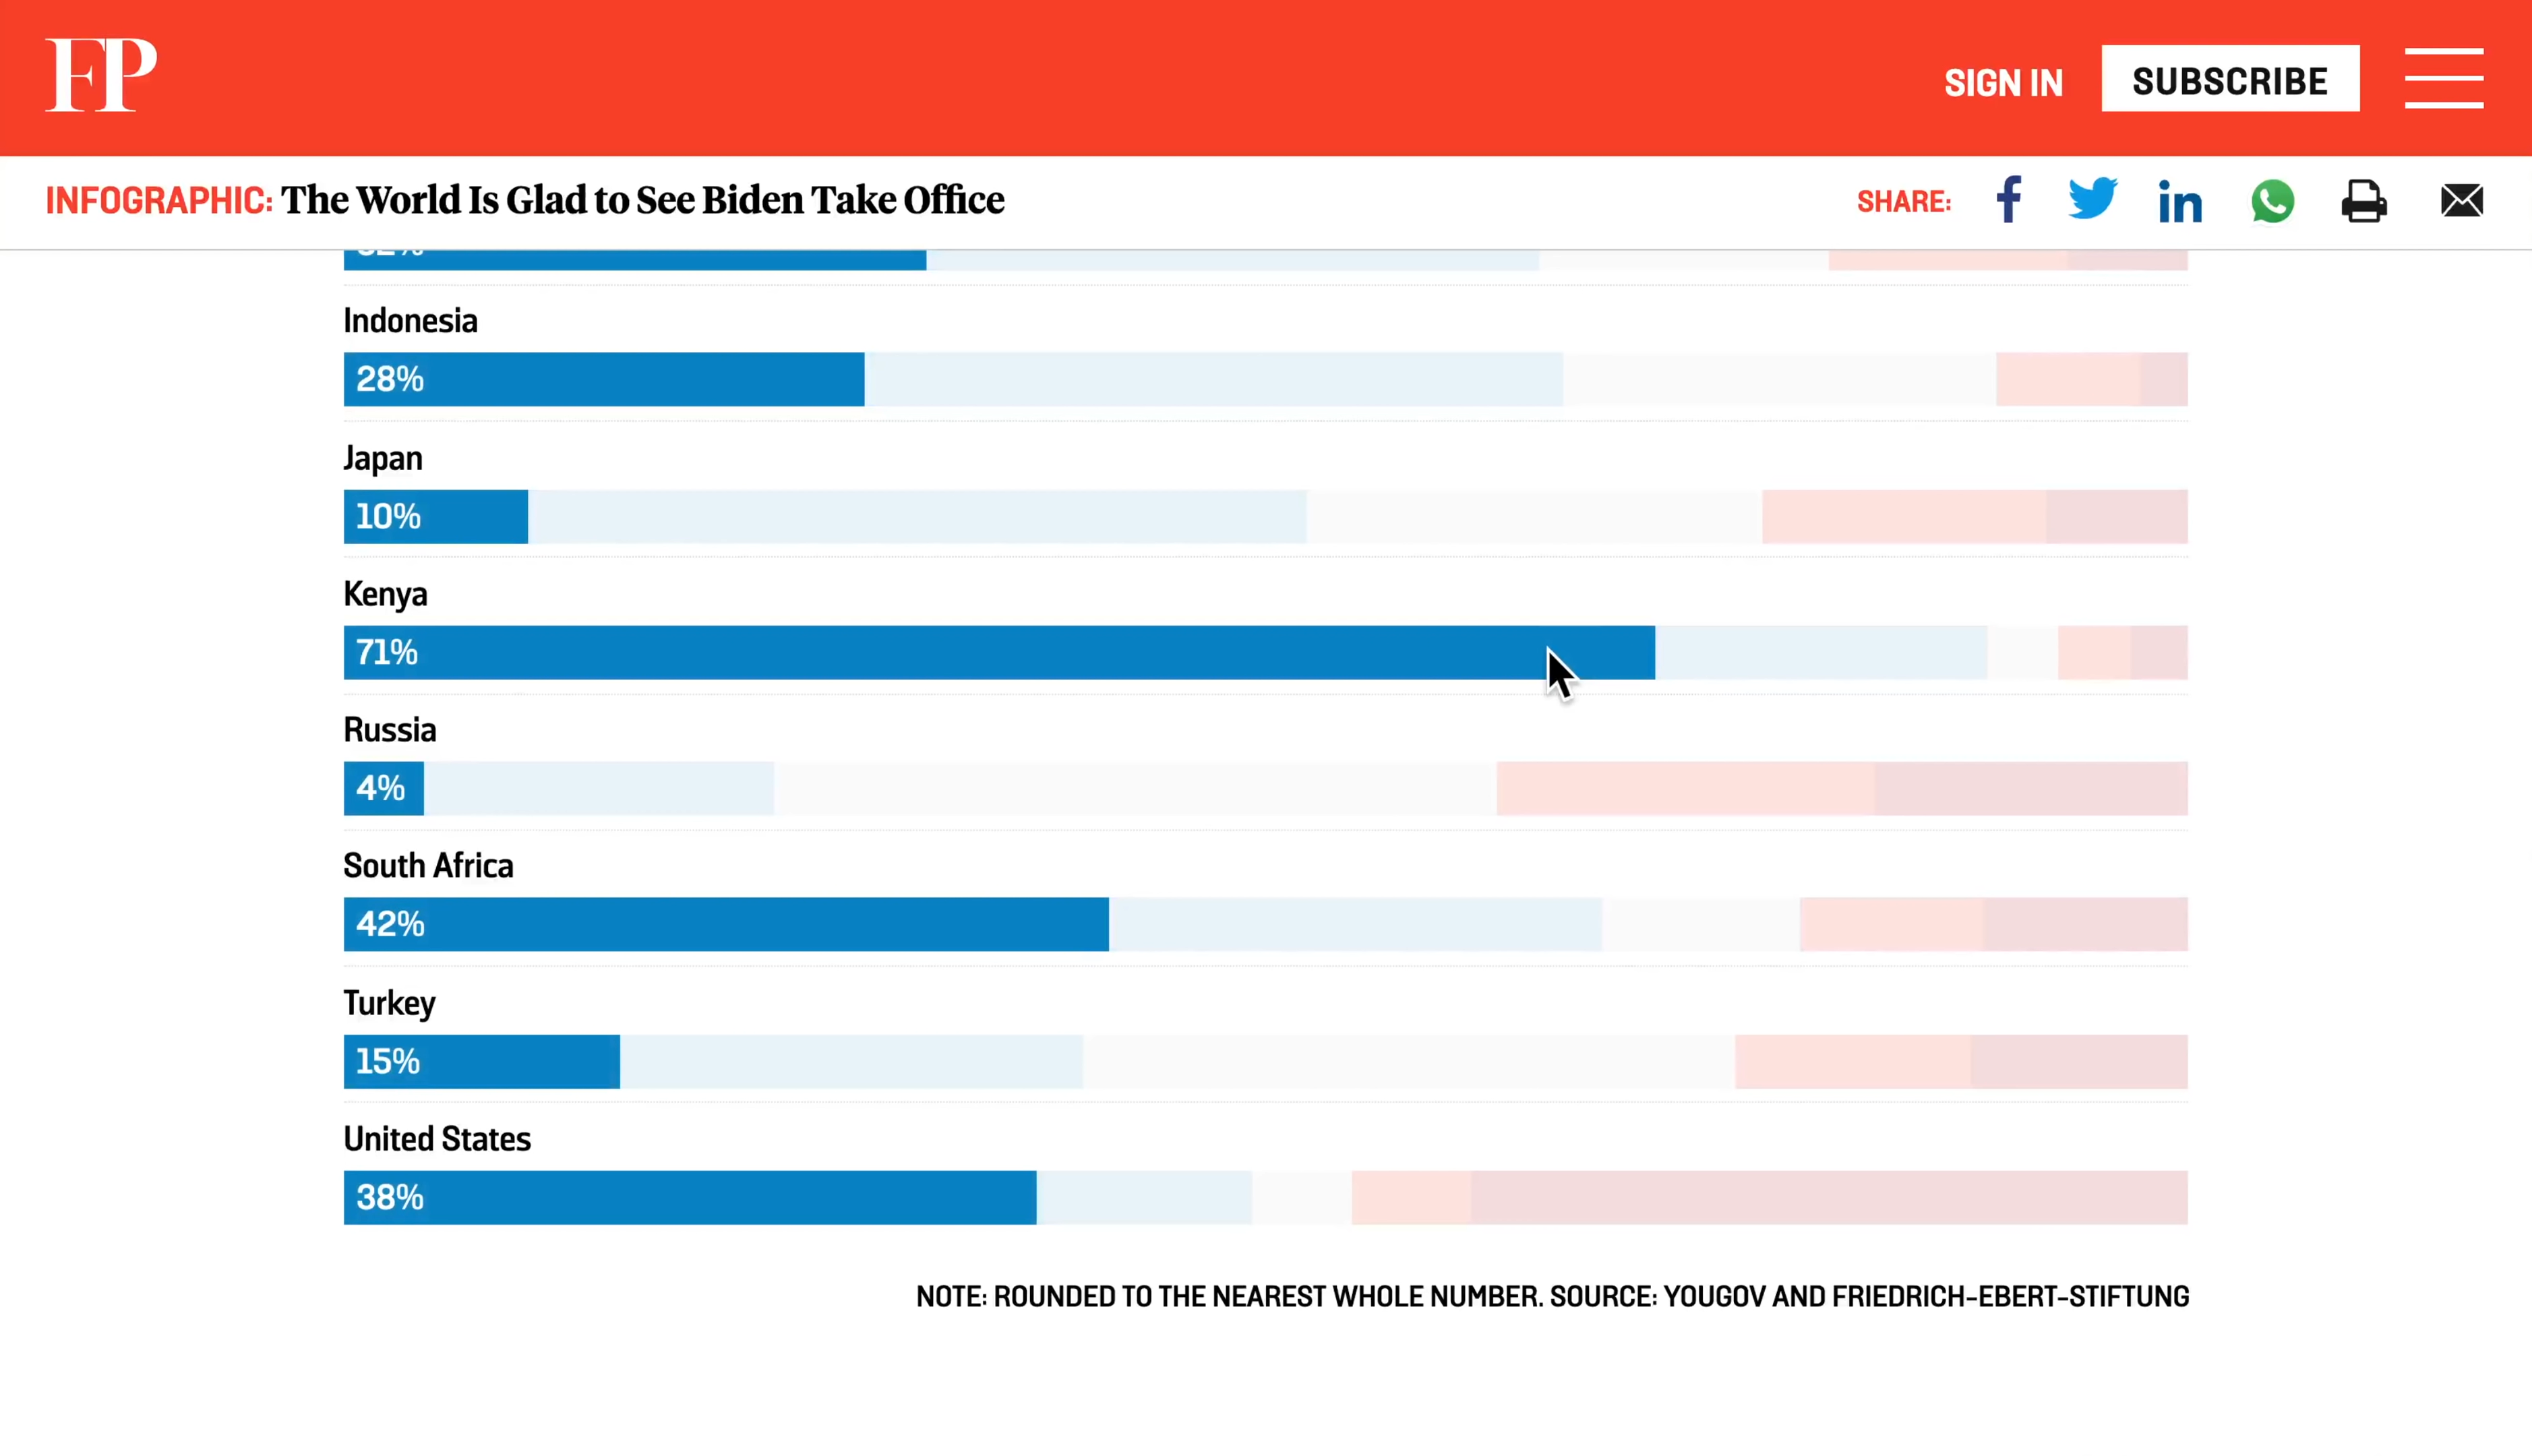 FP
SIGN IN
SUBSCRIBE
INFOGRAPHIC: The World Is Glad to See Biden Take Office
SHARE:
Indonesia
28%
Japan
10%
Kenya
71%
Russia
4%
South Africa
42%
Turkey
15%
United States
38%
NOTE: ROUNDED TO THE NEAREST WHOLE NUMBER. SOURCE: YOUGOV AND FRIEDRICH-EBERT-STIFTUNG